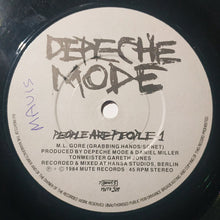 DEPECHE
MODE
MAVIS
PEOPLE ARE PEOPLE 1
M.L. GORE (GRABBING HANDS/SONET)
PRODUCED BY DEPECHE MODE & DANIEL MILLER
TONMEISTER GARETH JONES
RECORDED & MIXED AT HANSA STUDIOS, BERLIN
℗ © 1984 MUTE RECORDS 45 RPM STEREO